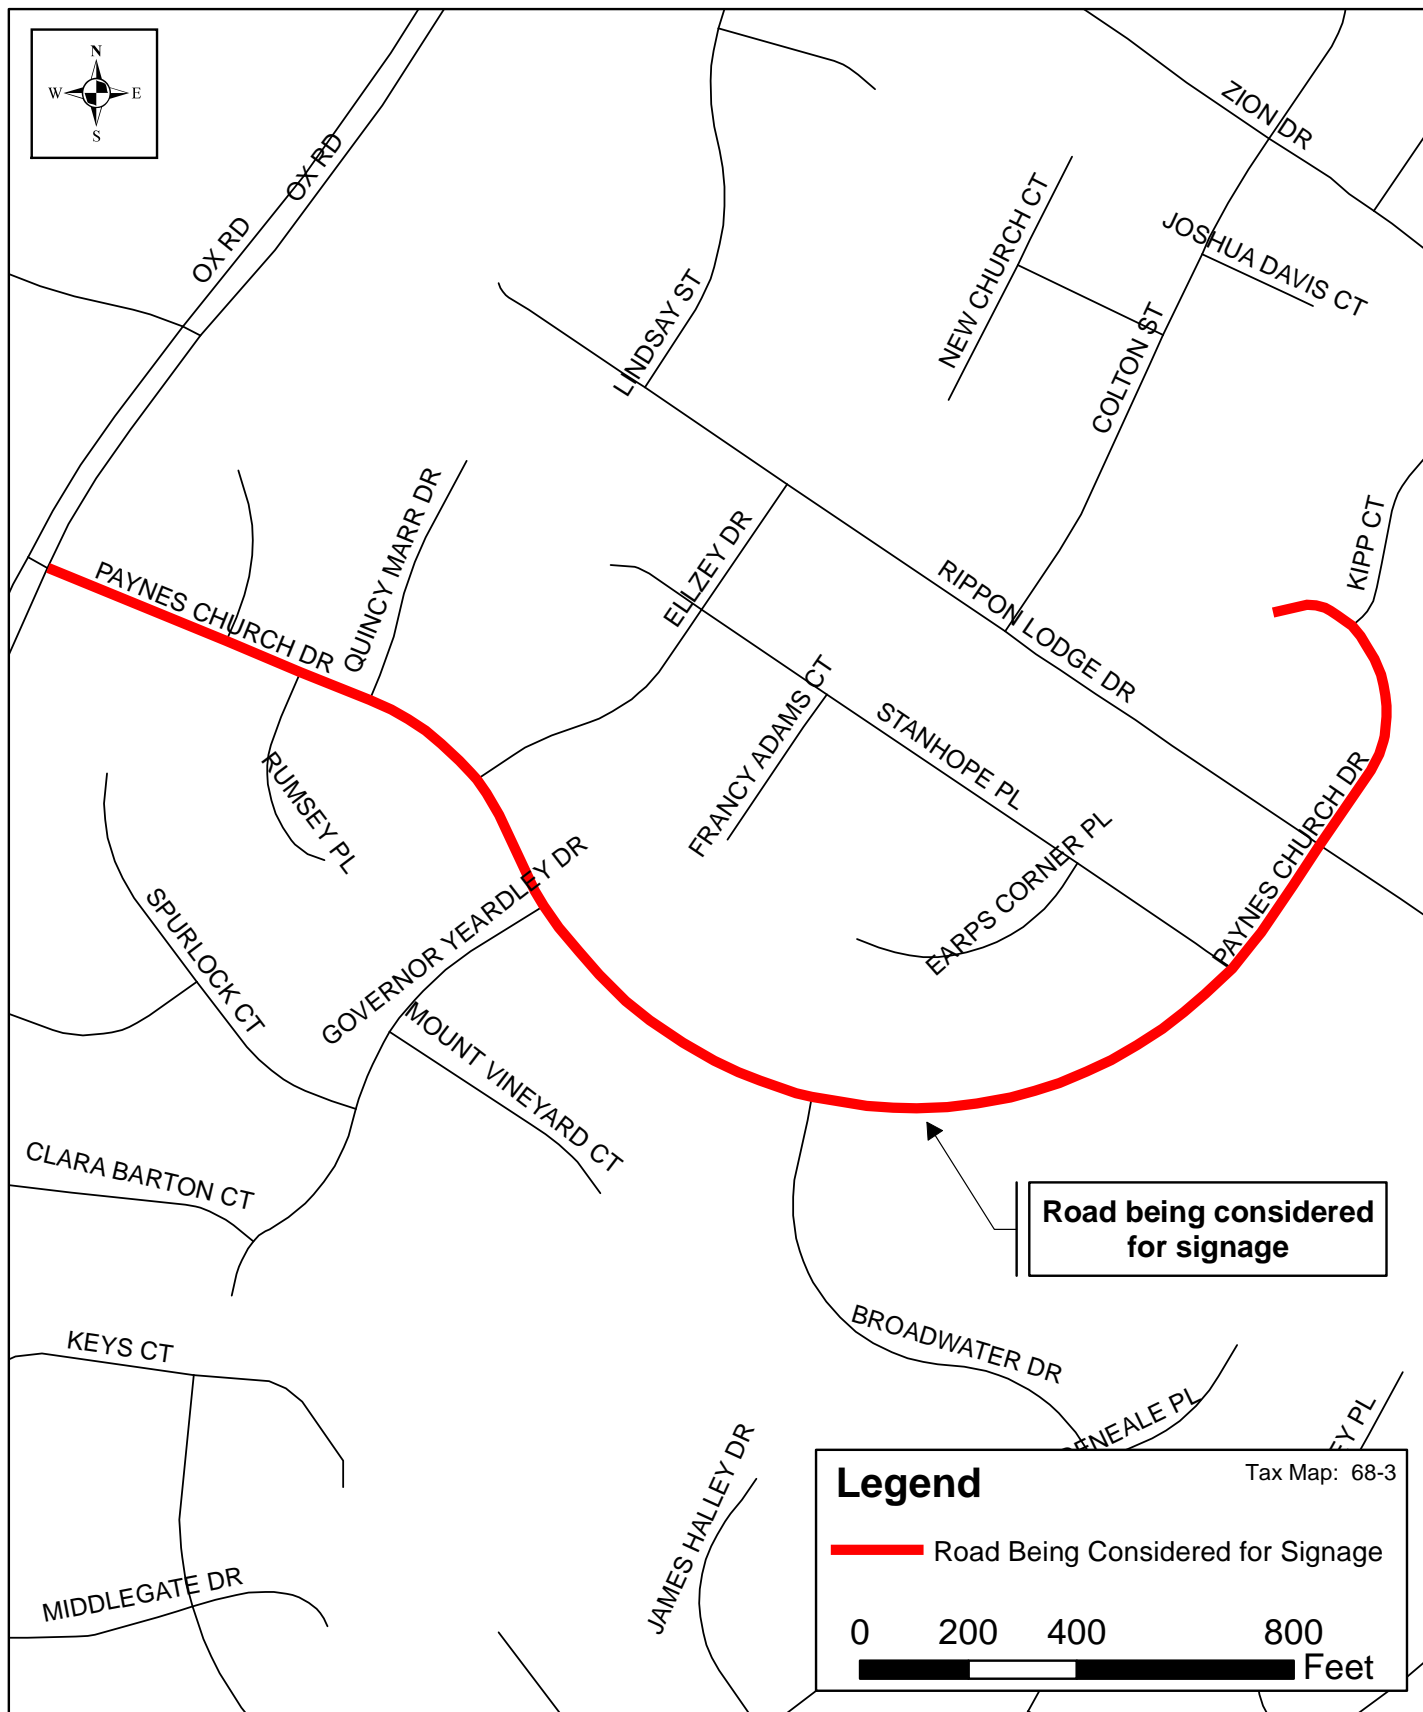 N
W E
S
OX RD
OX RD
ZION DR
JOSHUA DAVIS CT
NEW CHURCH CT
COLTON ST
LINDSAY ST
KIPP CT
QUINCY MARR DR
ELLZEY DR
PAYNES CHURCH DR
RIPPON LODGE DR
FRANCY ADAMS CT
STANHOPE PL
RUMSEY PL
PAYNES CHURCH DR
EARPS CORNER PL
GOVERNOR YEARDLEY DR
SPURLOCK CT
MOUNT VINEYARD CT
CLARA BARTON CT
Road being considered
for signage
BROADWATER DR
KEYS CT
PL
PL
JAMES HALLEY DR
MIDDLEGATE DR
Legend
Tax Map: 68-3
Road Being Considered for Signage
0 200 400 800
Feet